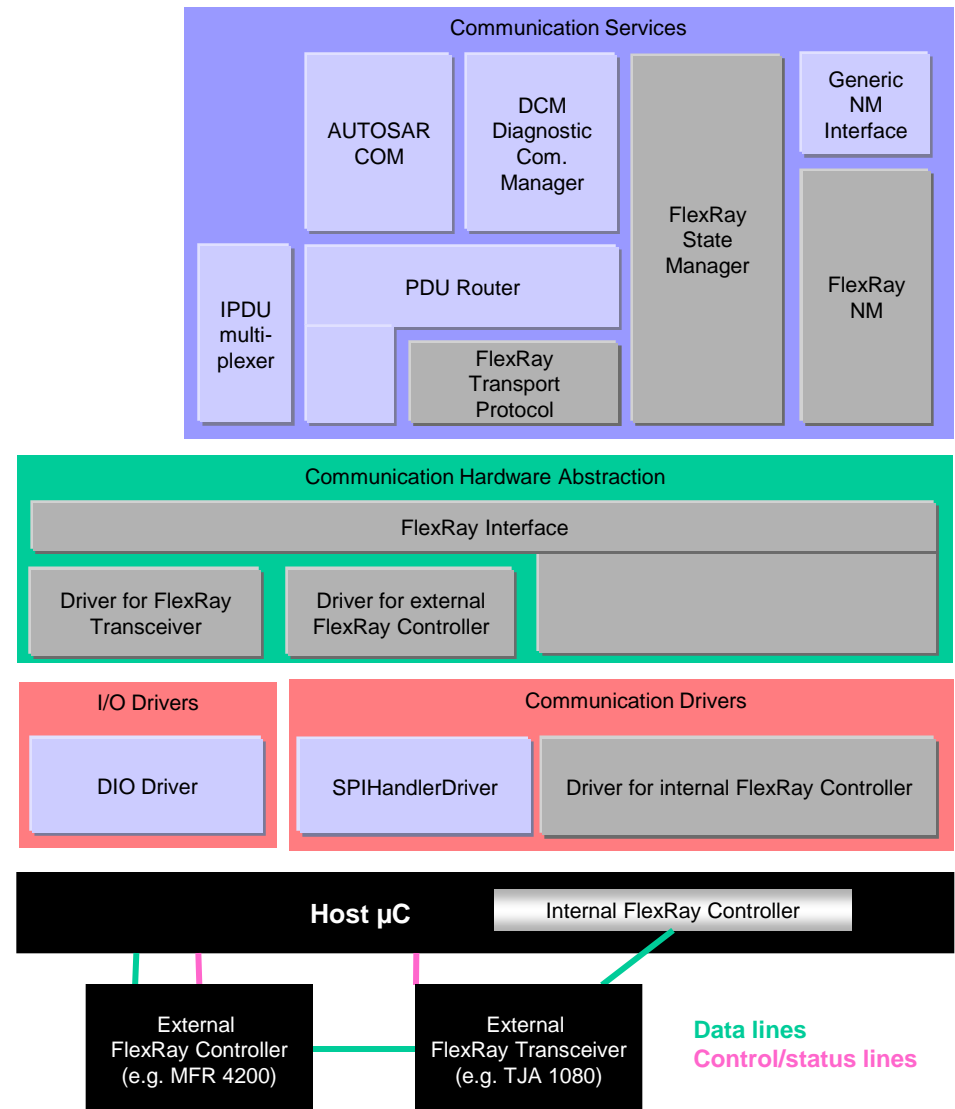 Communication Services
AUTOSAR
COM
DCM
Diagnostic
Com.
Manager
FlexRay
State
Manager
Generic
NM
Interface
FlexRay
NM
IPDU
multi-
plexer
PDU Router
FlexRay
Transport
Protocol
Communication Hardware Abstraction
FlexRay Interface
Driver for FlexRay
Transceiver
Driver for external
FlexRay Controller
I/O Drivers
DIO Driver
Communication Drivers
SPIHandlerDriver
Driver for internal FlexRay Controller
Host µC
Internal FlexRay Controller
External
FlexRay Controller
(e.g. MFR 4200)
External
FlexRay Transceiver
(e.g. TJA 1080)
Data lines
Control/status lines